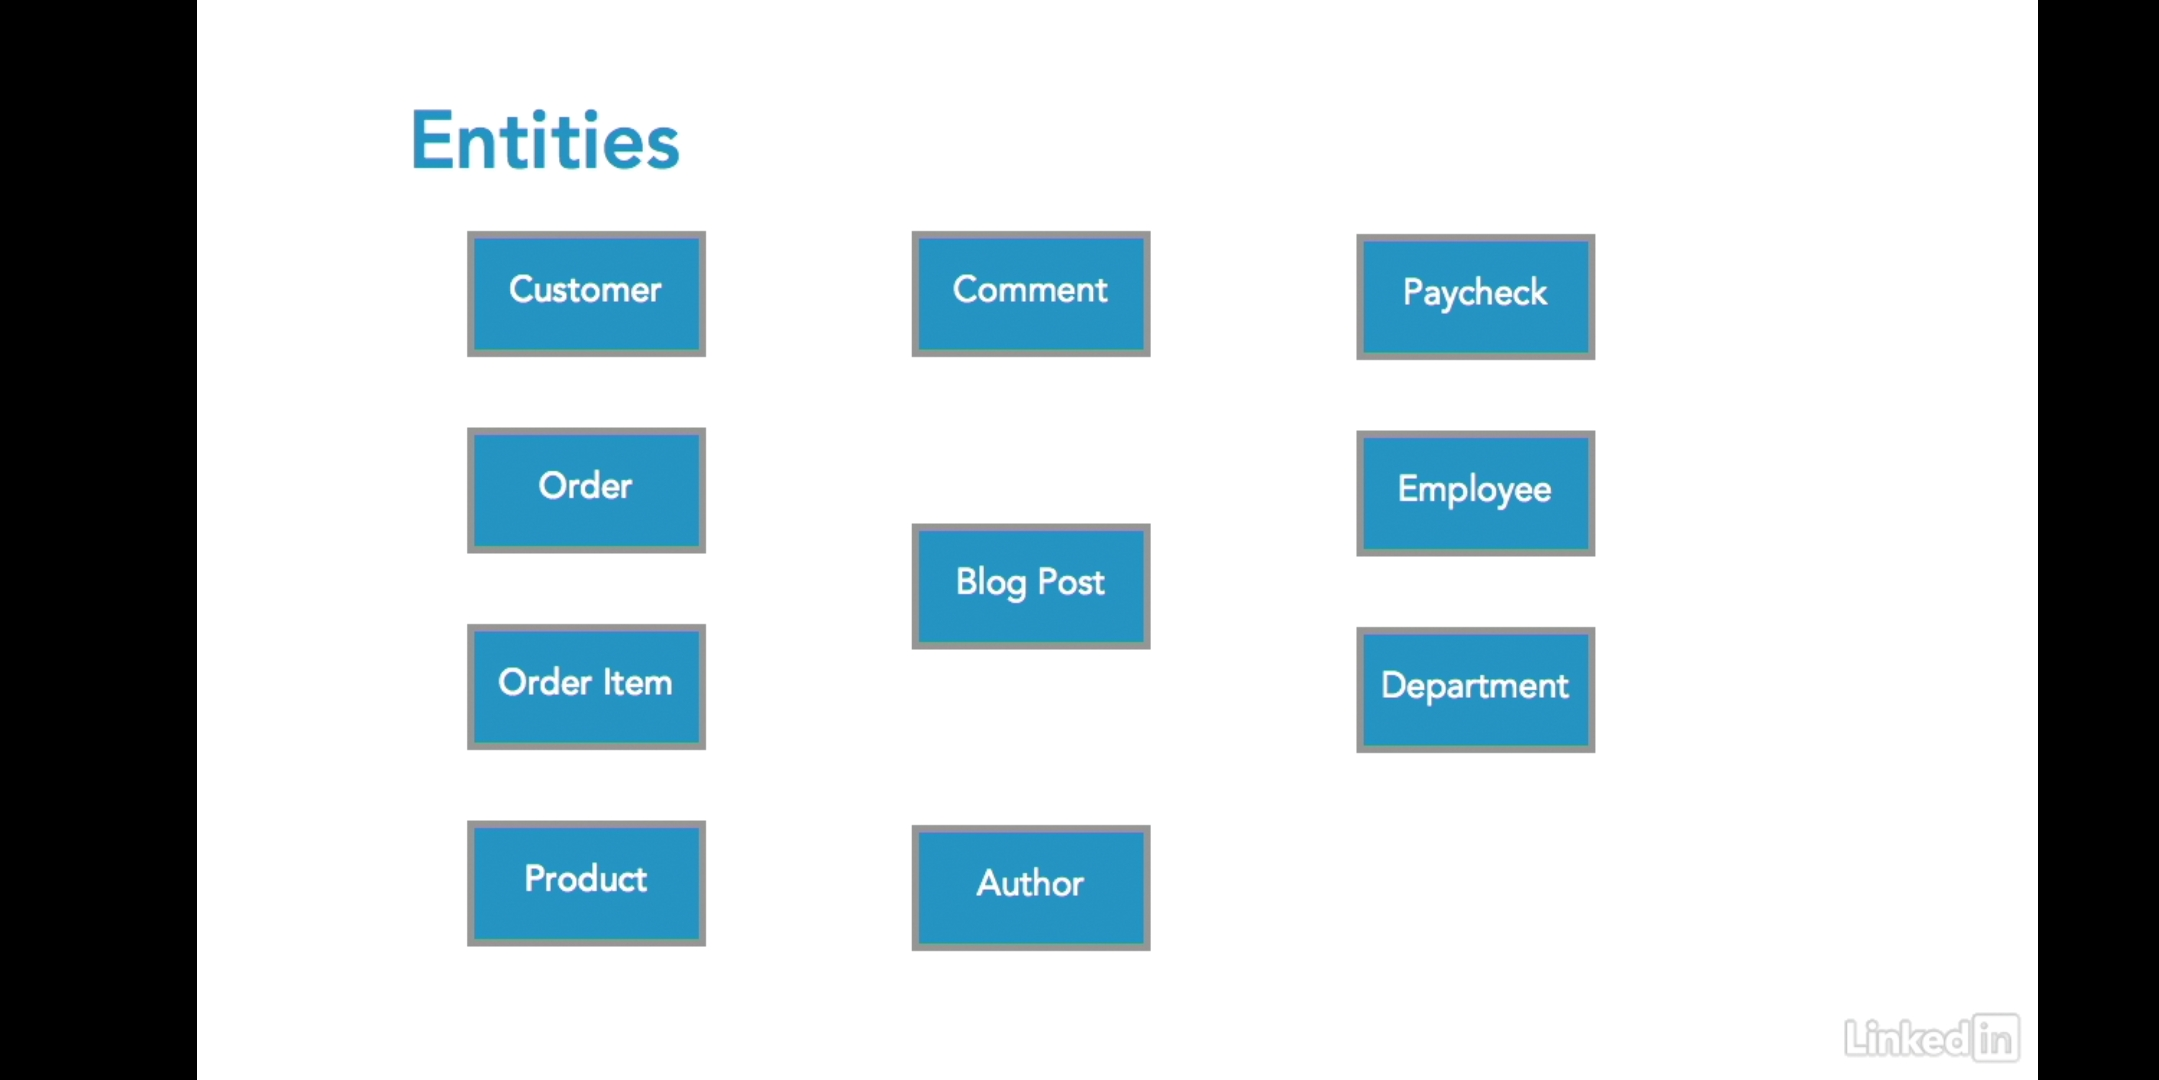 Entities
Customer
Order
Order Item
Product
Comment
Blog Post
Author
Paycheck
Employee
Department
Linkedin